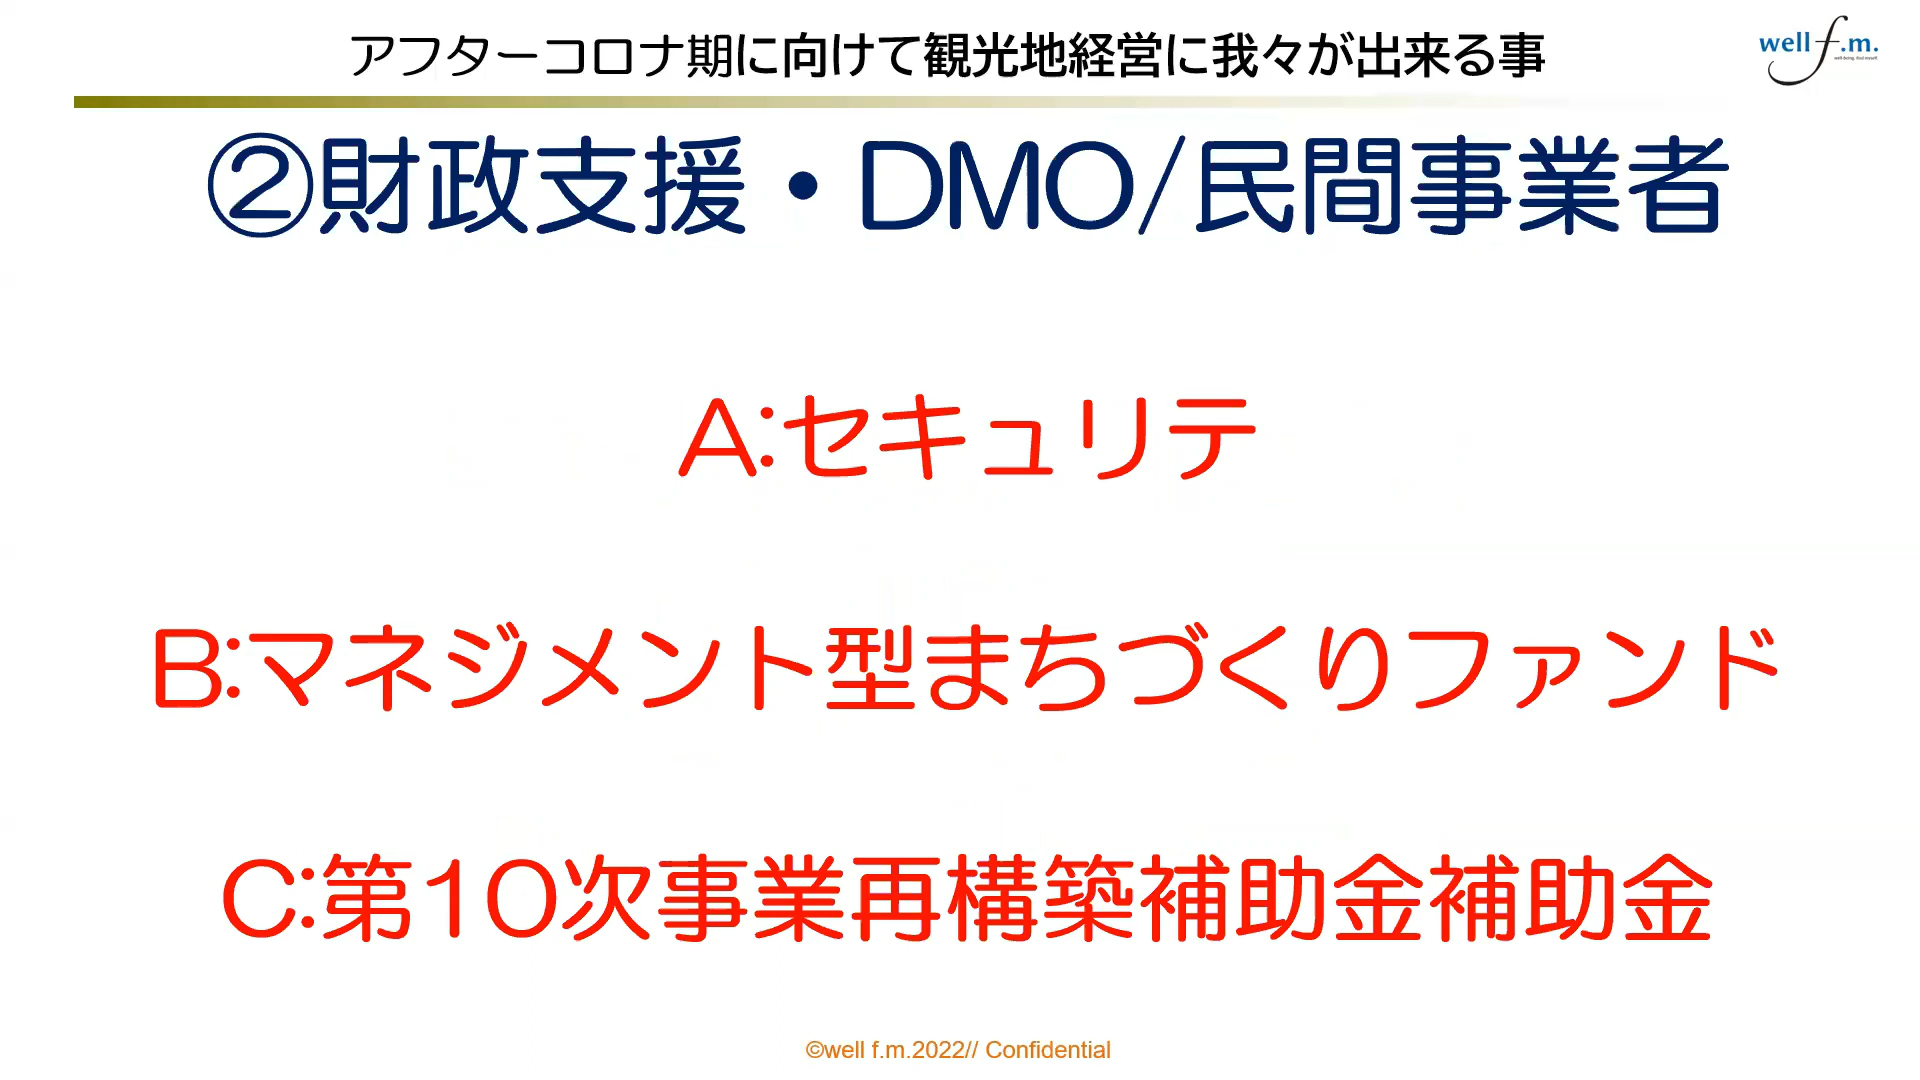 アフターコロナ期に向けて観光地経営に我々が出来る事
well f.m.
well-being, find myself.
②財政支援・DMO/民間事業者
A:セキュリテ
B:マネジメント型まちづくりファンド
C:第10次事業再構築補助金補助金
©well f.m.2022// Confidential